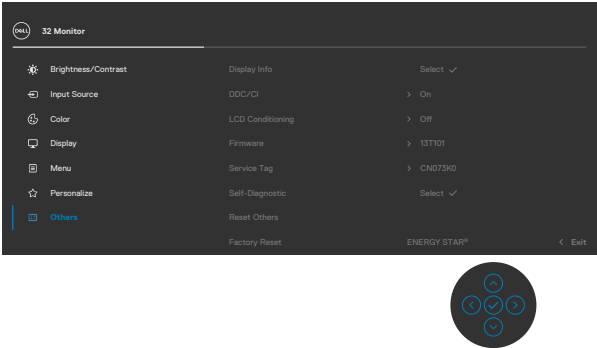 DELL 32 Monitor
Brightness/Contrast Display Info Select
Input Source DDC/CI On
Color LCD Conditioning Off
Display Firmware 13T101
Menu Service Tag CN073K0
Personalize Self-Diagnostic Select
Others Reset Others
Factory Reset ENERGY STAR® Exit